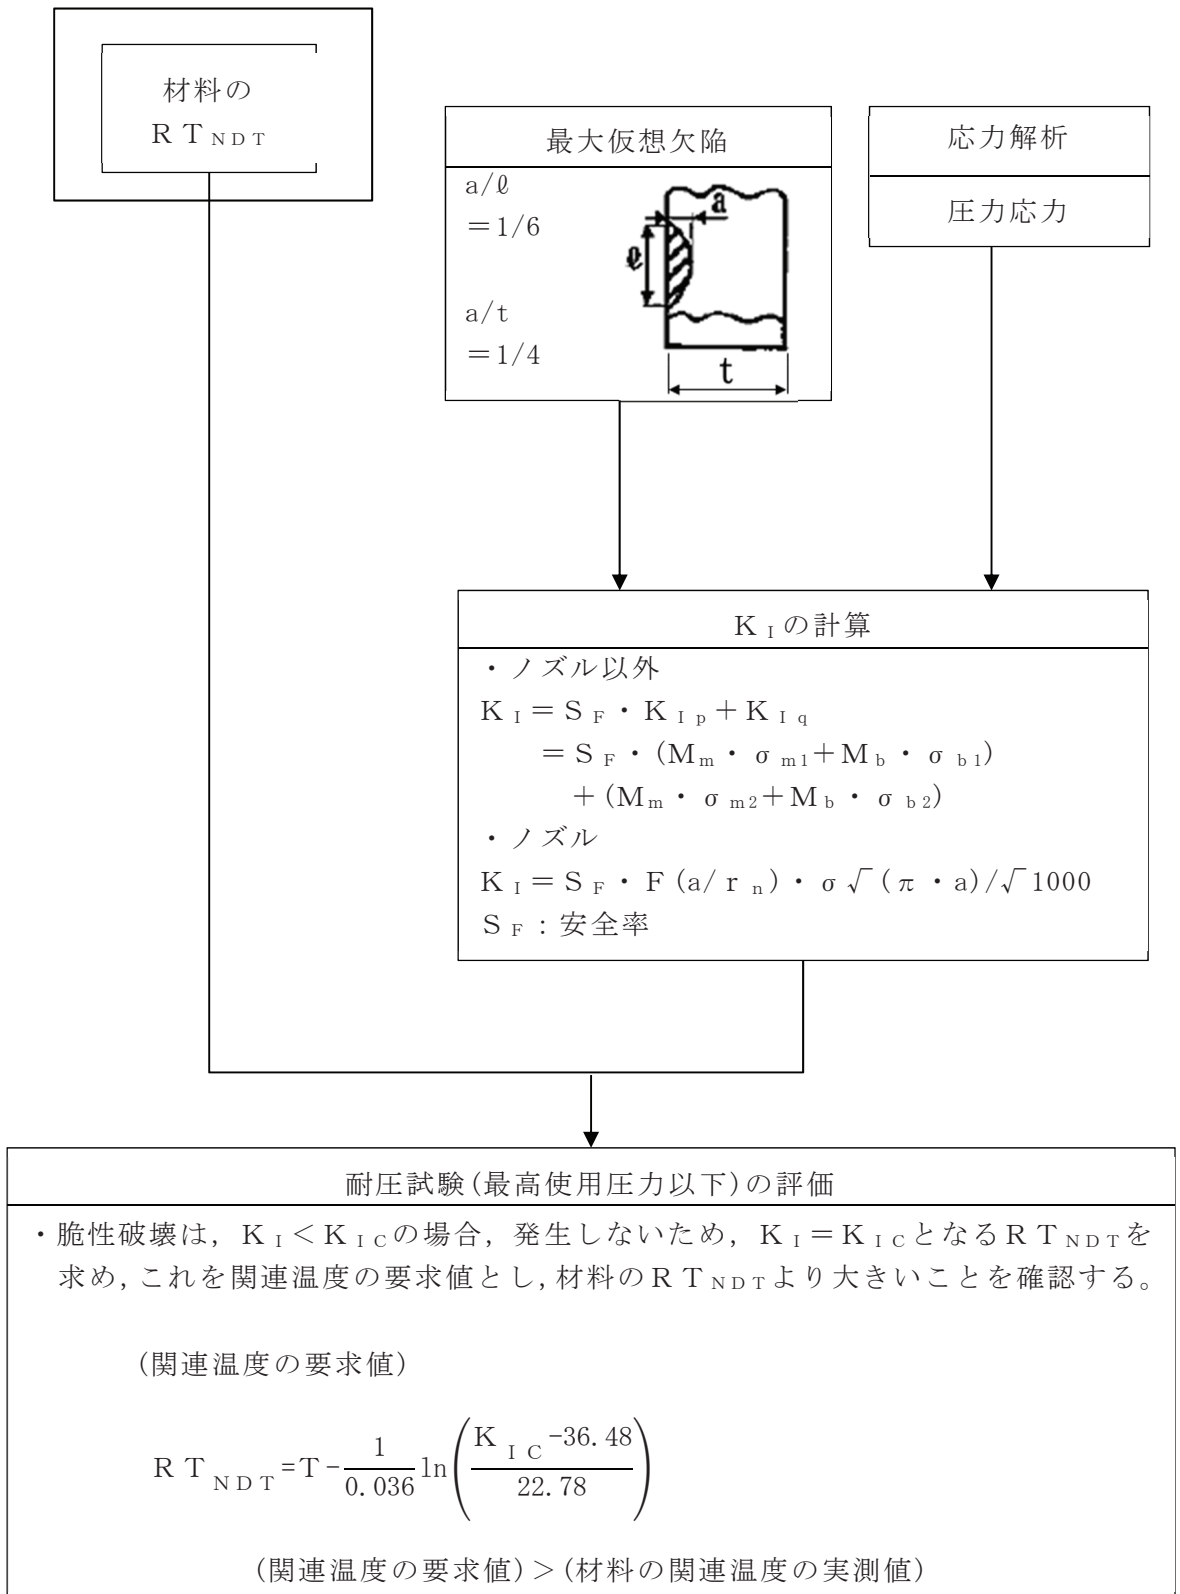 材料の
ＲＴNDT
最大仮想欠陥
a/ℓ
＝1/6
a/t
＝1/4
a
ℓ
t
応力解析
圧力応力
ＫＩの計算
・ノズル以外
ＫＩ＝ＳＦ・ＫＩｐ＋ＫＩｑ
＝ＳＦ・(Ｍm・σm1＋Ｍb・σb1)
＋(Ｍm・σm2＋Ｍb・σb2)
・ノズル
ＫＩ＝ＳＦ・Ｆ(a/ｒn)・σ√(π・a)/√1000
ＳＦ：安全率
耐圧試験(最高使用圧力以下)の評価
・脆性破壊は，ＫＩ＜ＫＩＣの場合，発生しないため，ＫＩ＝ＫＩＣとなるＲＴNDTを
求め，これを関連温度の要求値とし，材料のＲＴNDTより大きいことを確認する。
(関連温度の要求値)
ＲＴNDT=T-1/0.036 ln(ＫＩＣ-36.48/22.78)
(関連温度の要求値)＞(材料の関連温度の実測値)